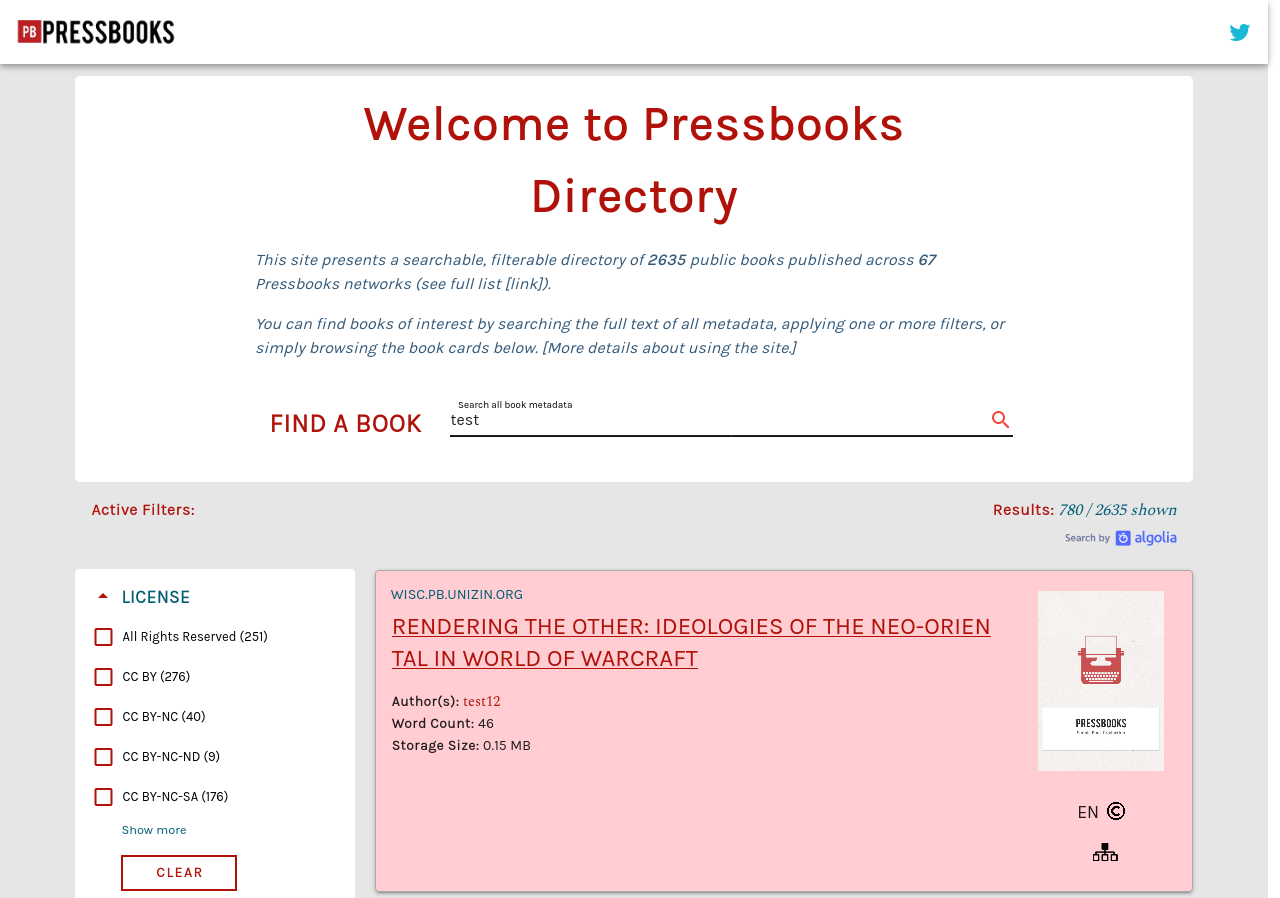 PB PRESSBOOKS
Welcome to Pressbooks
Directory
This site presents a searchable, filterable directory of 2635 public books published across 67
Pressbooks networks (see full list [link]).
You can find books of interest by searching the full text of all metadata, applying one or more filters, or
simply browsing the book cards below. [More details about using the site.]
FIND A BOOK
Search all book metadata
test
Active Filters:
Results: 780 / 2635 shown
Search by algolia
LICENSE
All Rights Reserved (251)
CC BY (276)
CC BY-NC (40)
CC BY-NC-ND (9)
CC BY-NC-SA (176)
Show more
CLEAR
WISC.PB.UNIZIN.ORG
RENDERING THE OTHER: IDEOLOGIES OF THE NEO-ORIEN
TAL IN WORLD OF WARCRAFT
Author(s): test12
Word Count: 46
Storage Size: 0.15 MB
PRESSBOOKS
Simple Book Production
EN ©